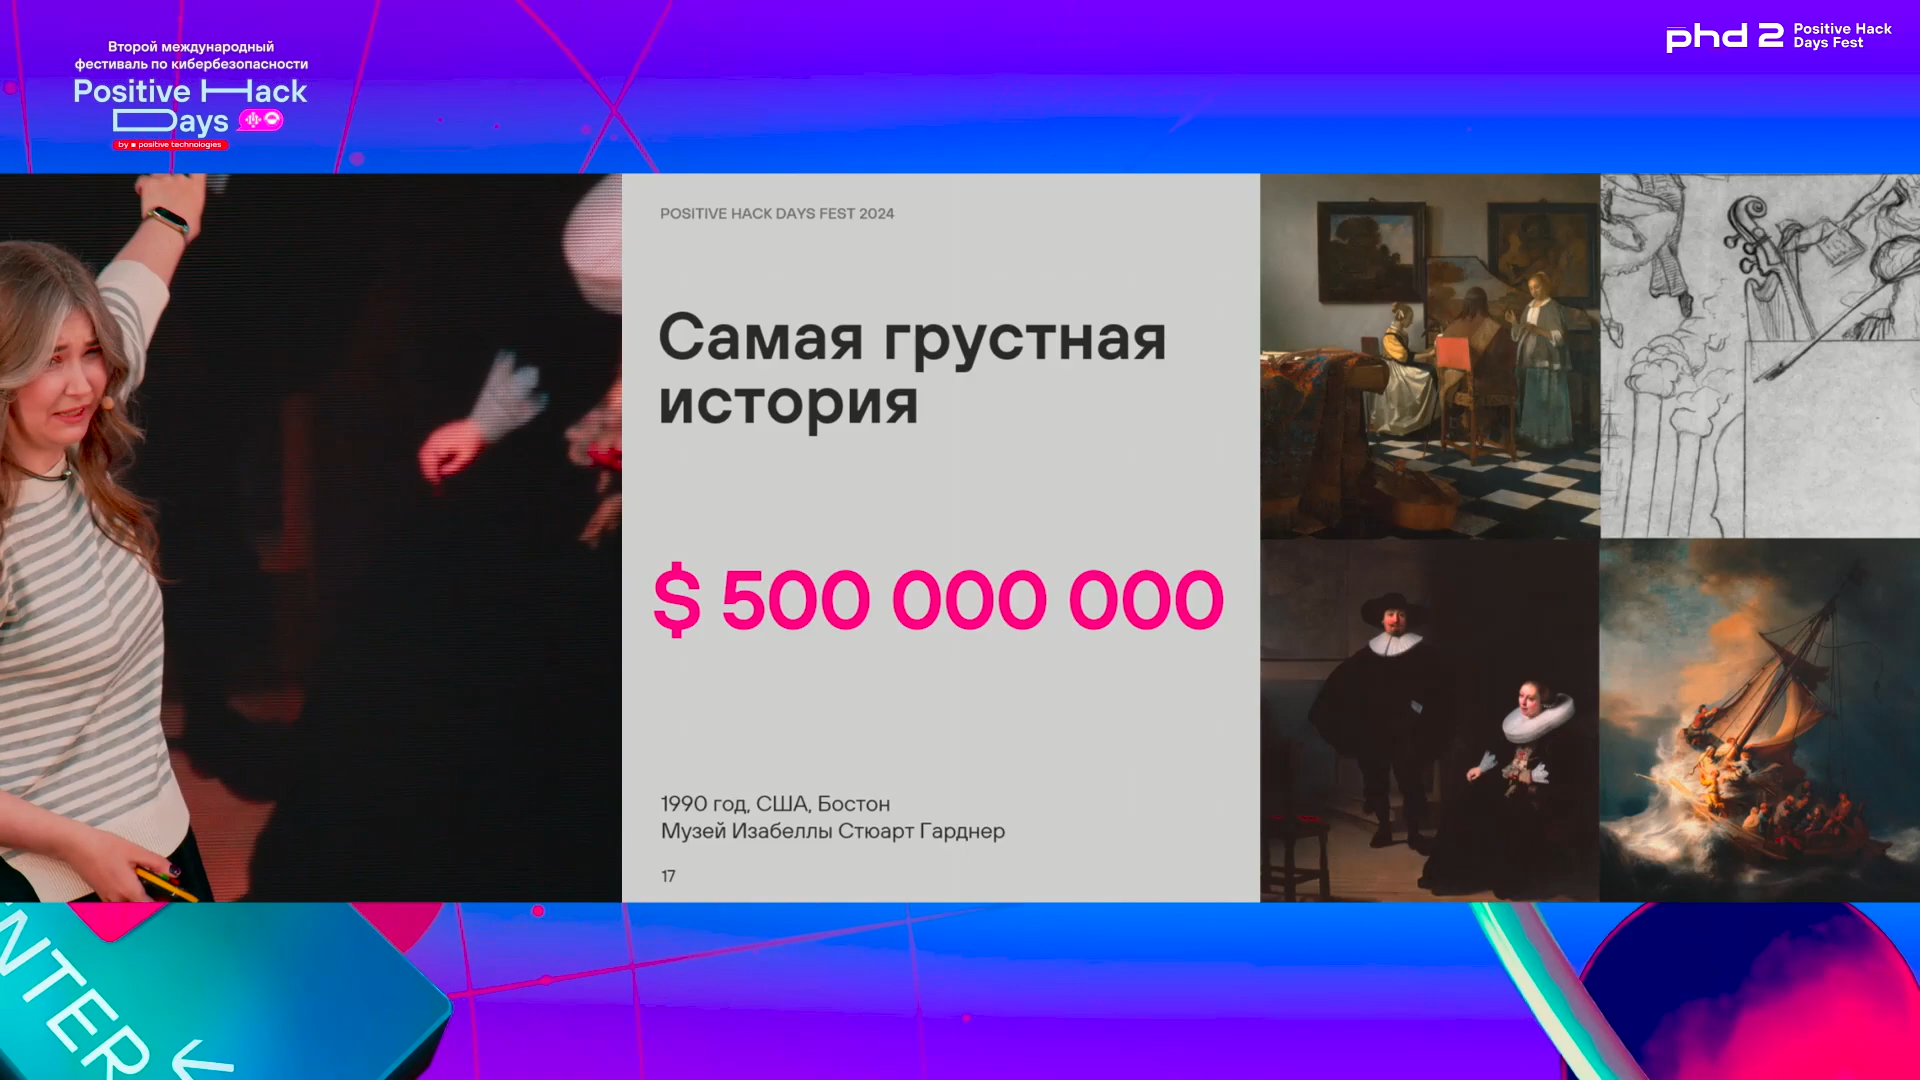 Второй международный
фестиваль по кибербезопасности
Positive Hack
Days
by positive technologies
phd 2 Positive Hack
Days Fest
POSITIVE HACK DAYS FEST 2024
Самая грустная
история
$ 500 000 000
1990 год, США, Бостон
Музей Изабеллы Стюарт Гарднер
17
NTER